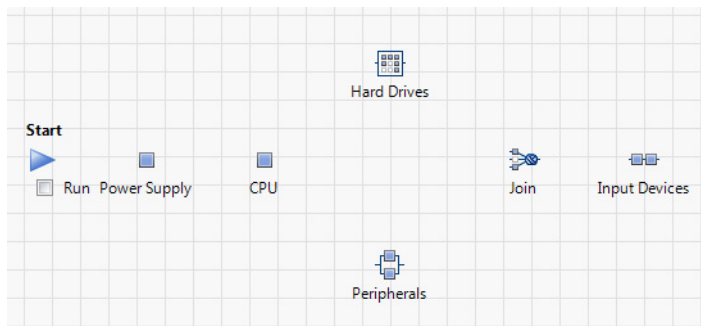 Hard Drives
Start
Run Power Supply CPU Join Input Devices
Peripherals